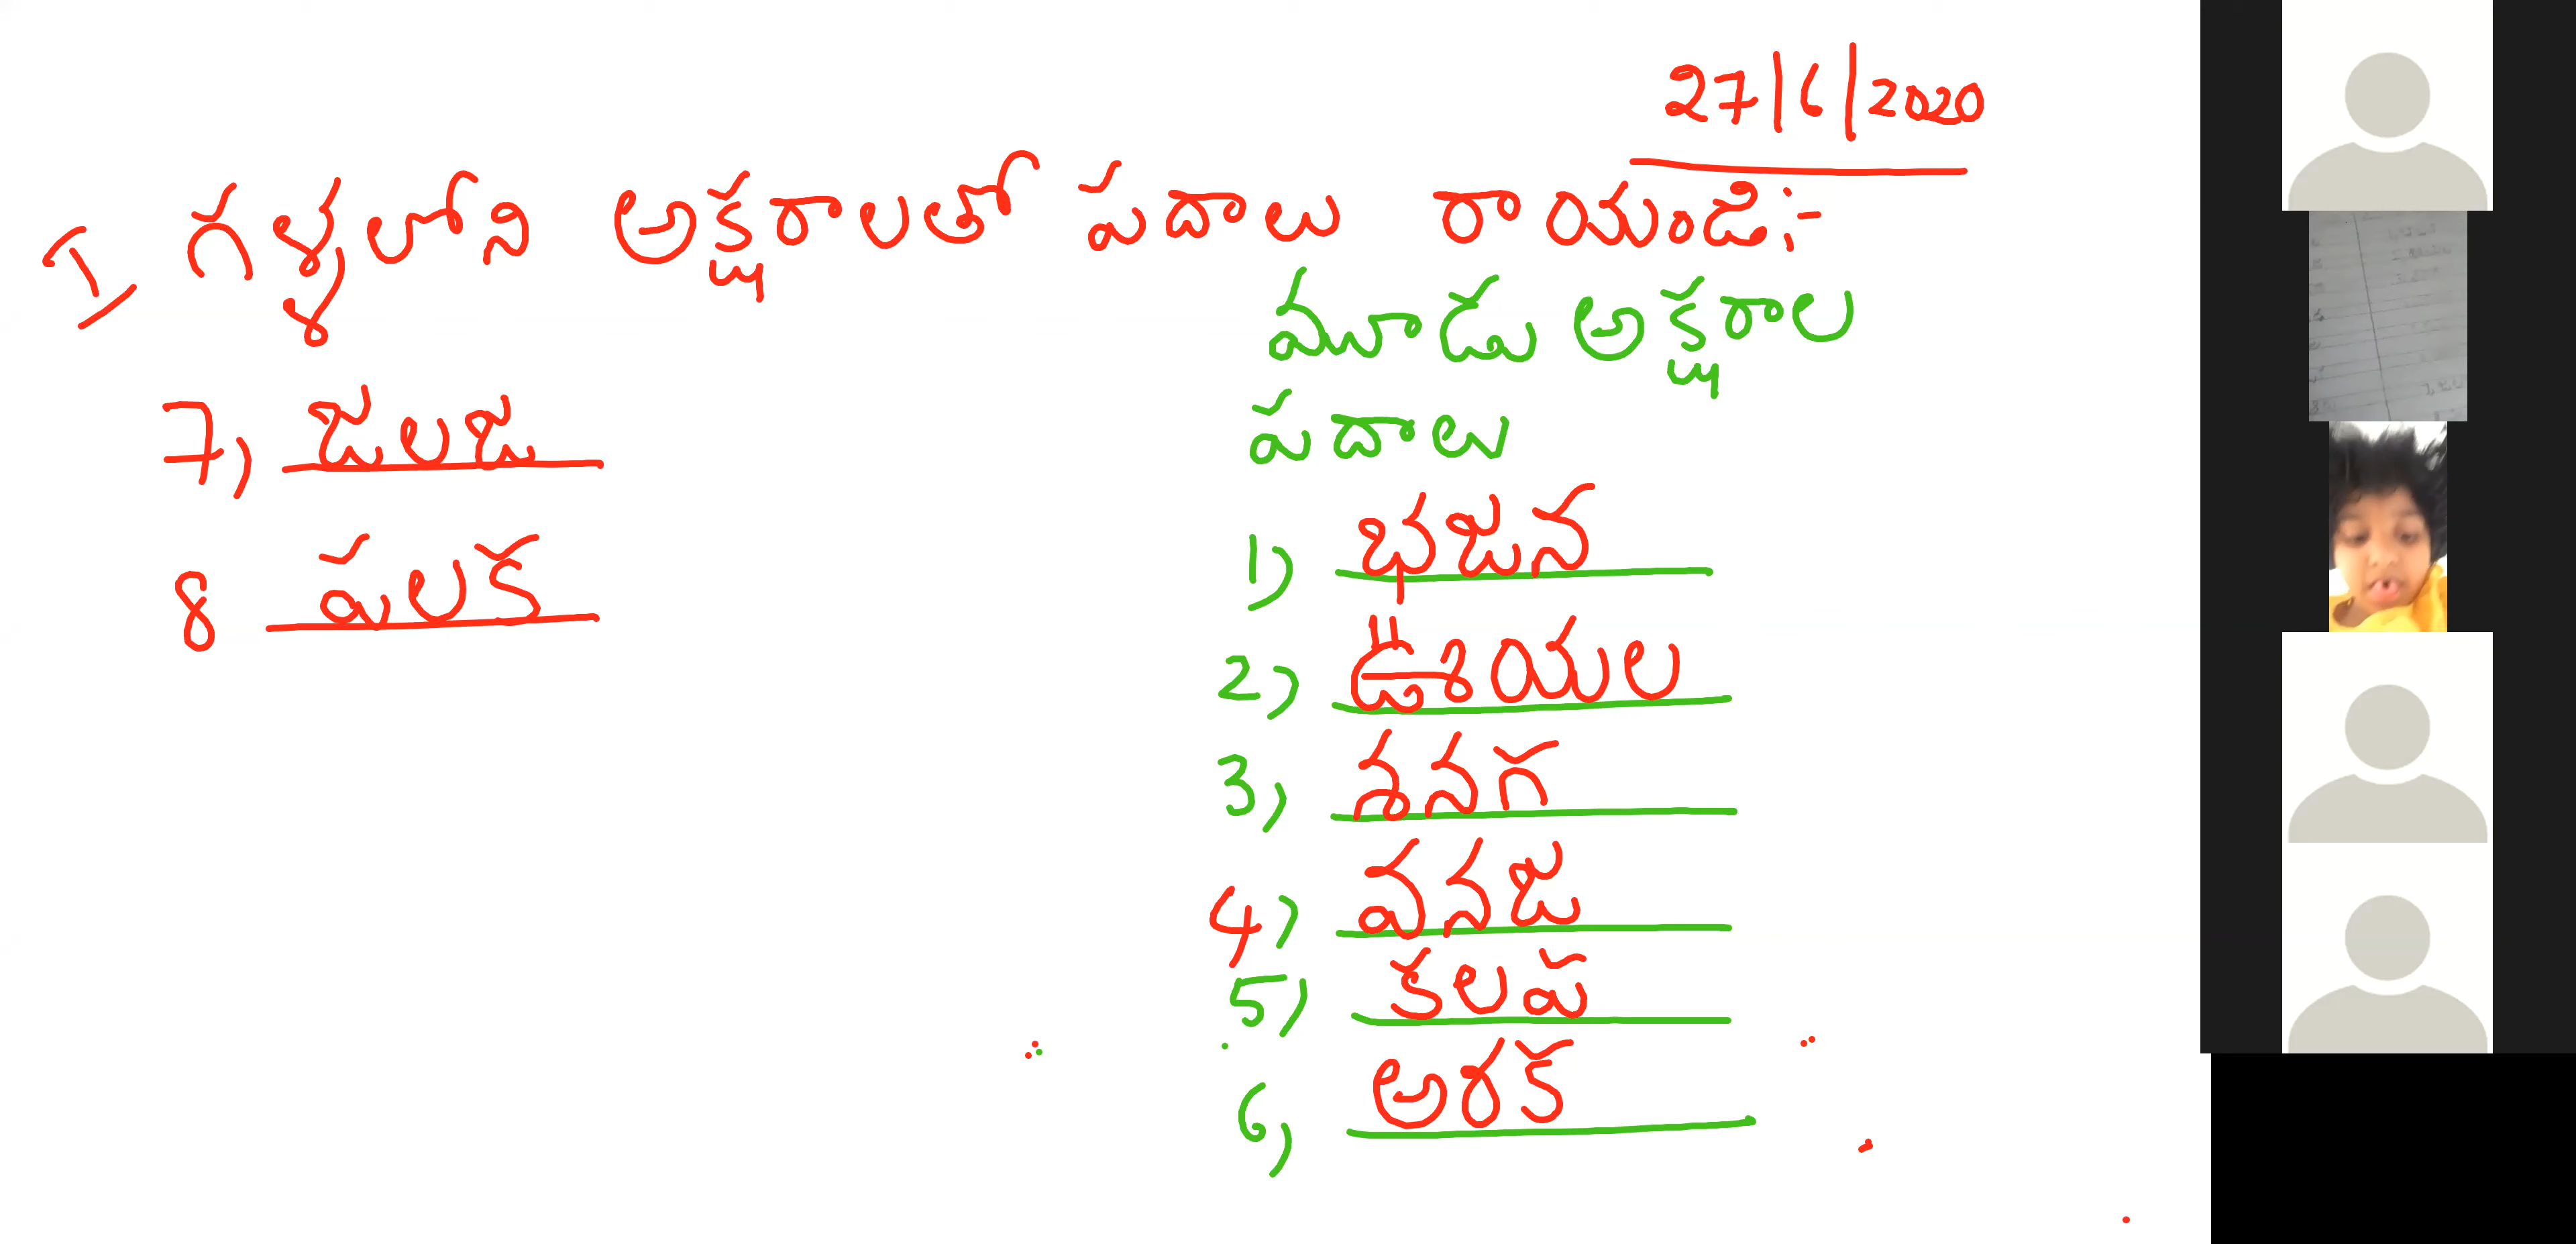 27/6/2020
I గళ్ళలోని అక్షరాలతో పదాలు రాయండి:-
మూడు అక్షరాల
పదాలు
1) భజన
2) ఊయల
3) శనగ
4) వనజ
5) కలప
6) అరక
7) జలజ
8 పలక